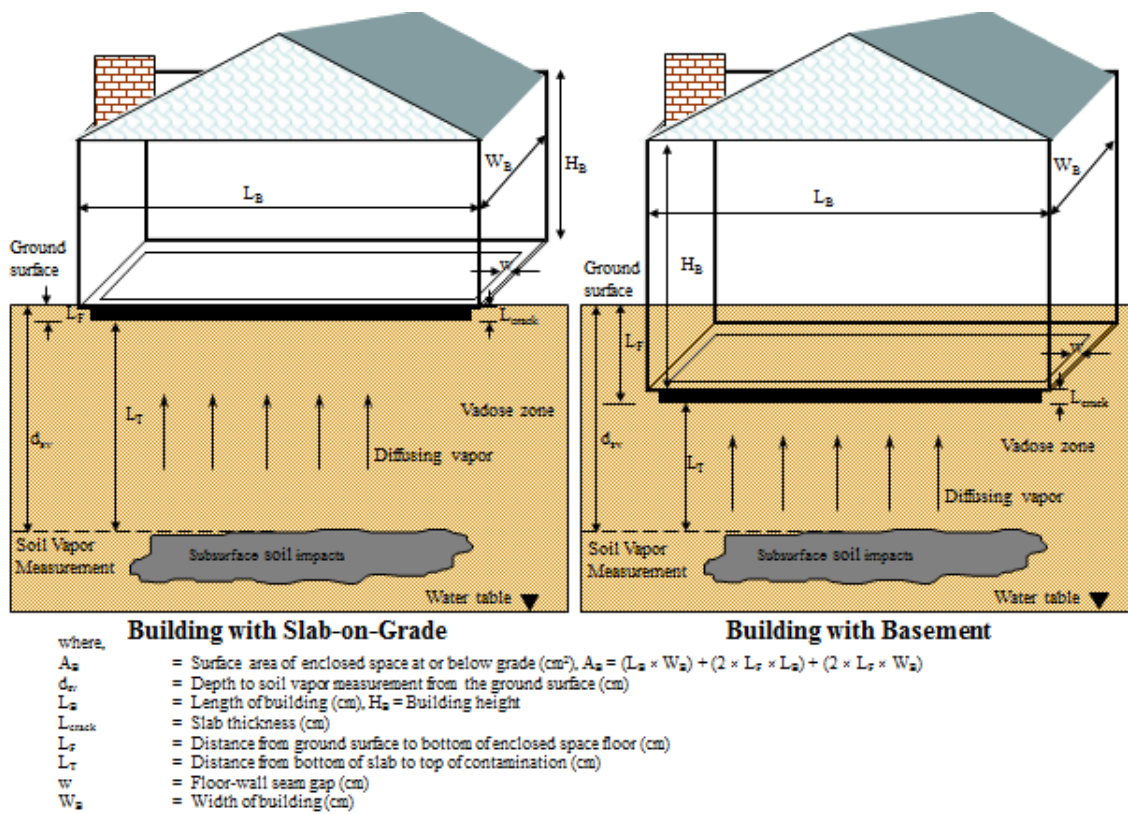 H_B
W_B
L_B
Ground
surface
w
L_F
L_crack
L_T
d_sv
Vadose zone
Diffusing vapor
Soil Vapor
Measurement
Subsurface soil impacts
Water table
Building with Slab-on-Grade
W_B
L_B
H_B
Ground
surface
L_F
w
L_crack
d_sv
L_T
Vadose zone
Diffusing vapor
Soil Vapor
Measurement
Subsurface soil impacts
Water table
Building with Basement
where,
A_B = Surface area of enclosed space at or below grade (cm²), A_B = (L_B × W_B) + (2 × L_F × L_B) + (2 × L_F × W_B)
d_sv = Depth to soil vapor measurement from the ground surface (cm)
L_B = Length of building (cm), H_B = Building height
L_crack = Slab thickness (cm)
L_F = Distance from ground surface to bottom of enclosed space floor (cm)
L_T = Distance from bottom of slab to top of contamination (cm)
w = Floor-wall seam gap (cm)
W_B = Width of building (cm)